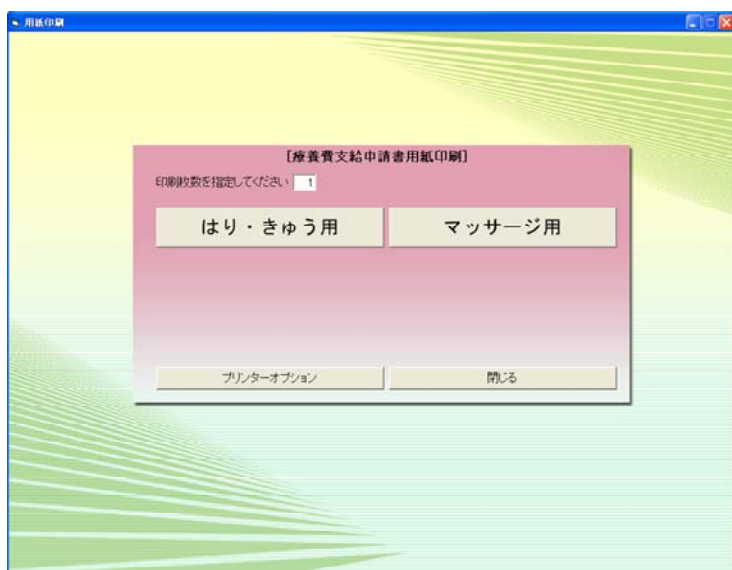 用紙印刷
[療養費支給申請書用紙印刷]
印刷枚数を指定してください 1
はり・きゅう用 マッサージ用
プリンターオプション 閉じる